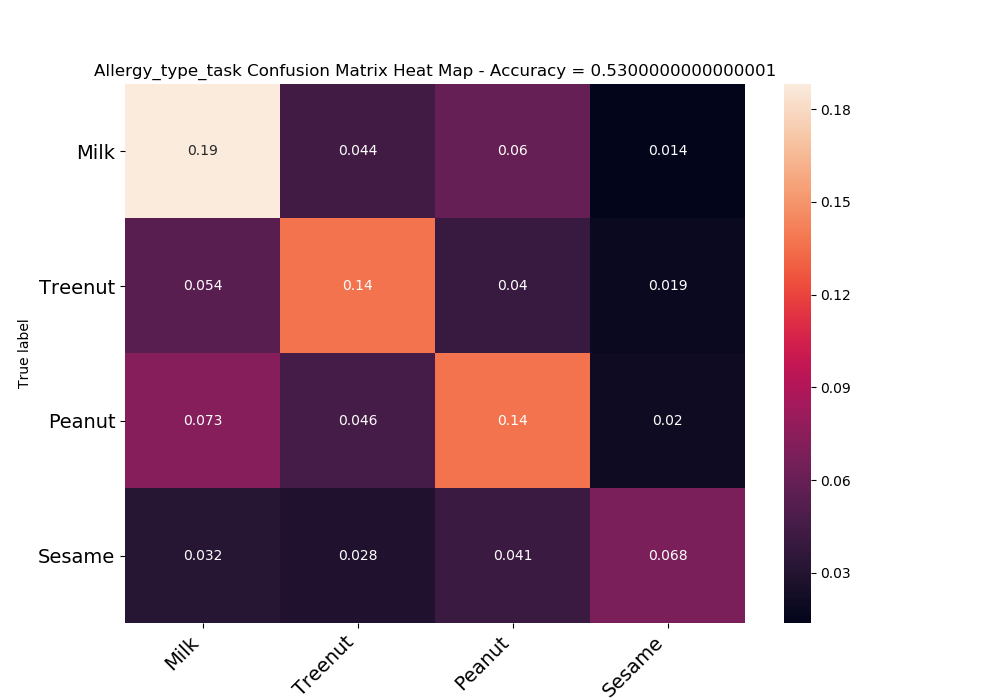 Allergy_type_task Confusion Matrix Heat Map - Accuracy = 0.5300000000000001
True label
Milk 0.19 0.044 0.06 0.014
Treenut 0.054 0.14 0.04 0.019
Peanut 0.073 0.046 0.14 0.02
Sesame 0.032 0.028 0.041 0.068
Milk Treenut Peanut Sesame
0.18
0.15
0.12
0.09
0.06
0.03